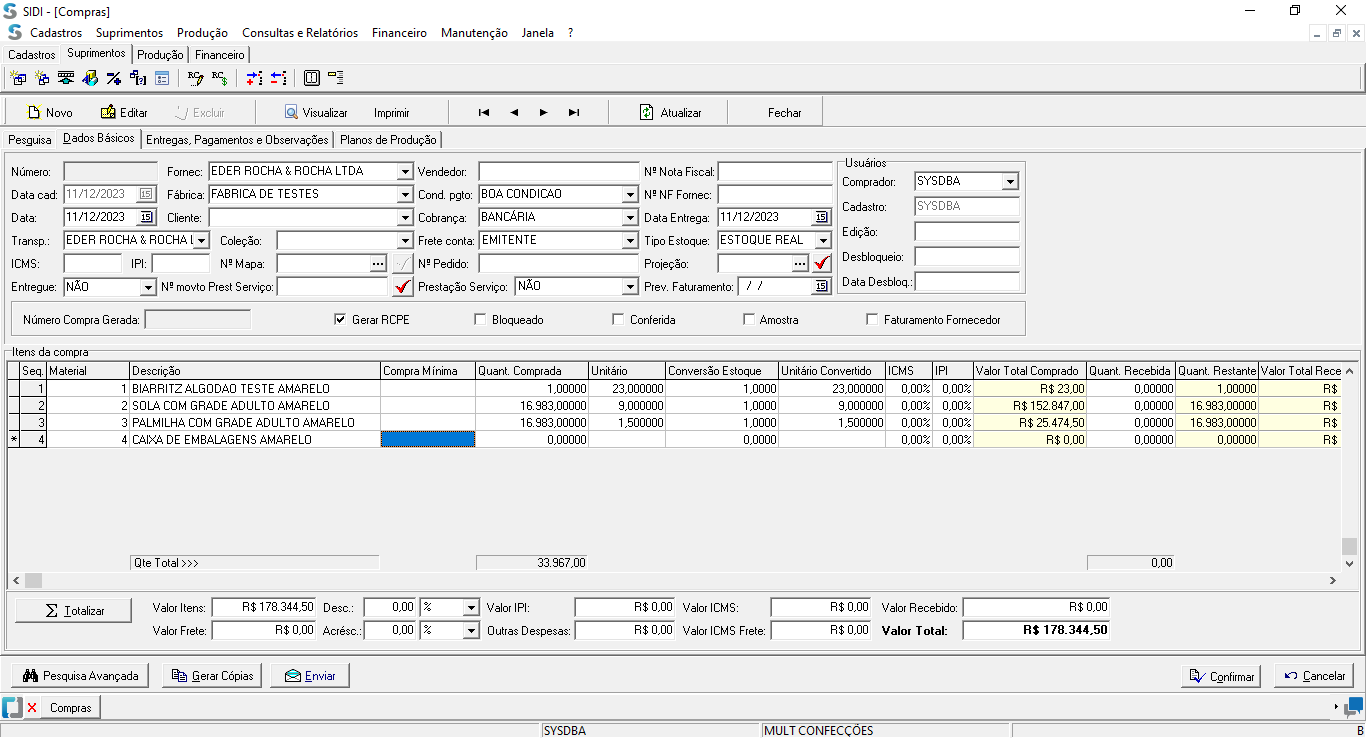 SIDI - [Compras]
Cadastros Suprimentos Produção Consultas e Relatórios Financeiro Manutenção Janela ?
Cadastros Suprimentos Produção Financeiro
Novo Editar Excluir Visualizar Imprimir Atualizar Fechar
Pesquisa Dados Básicos Entregas, Pagamentos e Observações Planos de Produção
Usuários
Número: Fornec: EDER ROCHA & ROCHA LTDA Vendedor: Nº Nota Fiscal: Comprador: SYSDBA
Data cad: 11/12/2023 15 Fábrica: FABRICA DE TESTES Cond. pgto: BOA CONDICAO Nº NF Fornec: Cadastro: SYSDBA
Data: 11/12/2023 15 Cliente: Cobrança: BANCÁRIA Data Entrega: 11/12/2023 15 Edição:
Transp.: EDER ROCHA & ROCHA L Coleção: Frete conta: EMITENTE Tipo Estoque: ESTOQUE REAL
ICMS: IPI: Nº Mapa: ... Nº Pedido: Projeção: ... Desbloqueio:
Entregue: NÃO Nº movto Prest Serviço: Prestação Serviço: NÃO Prev. Faturamento: / / 15 Data Desbloq.:
Número Compra Gerada: Gerar RCPE Bloqueado Conferida Amostra Faturamento Fornecedor
Itens da compra
Seq. Material Descrição Compra Mínima Quant. Comprada Unitário Conversão Estoque Unitário Convertido ICMS IPI Valor Total Comprado Quant. Recebida Quant. Restante Valor Total Rece
1 1 BIARRITZ ALGODAO TESTE AMARELO 1,00000 23,000000 1,0000 23,000000 0,00% 0,00% R$ 23,00 0,00000 1,00000 R$
2 2 SOLA COM GRADE ADULTO AMARELO 16.983,00000 9,000000 1,0000 9,000000 0,00% 0,00% R$ 152.847,00 0,00000 16.983,00000 R$
3 3 PALMILHA COM GRADE ADULTO AMARELO 16.983,00000 1,500000 1,0000 1,500000 0,00% 0,00% R$ 25.474,50 0,00000 16.983,00000 R$
* 4 4 CAIXA DE EMBALAGENS AMARELO 0,00000 0,0000 0,00% 0,00% R$ 0,00 0,00000 0,00000 R$
Qte Total >>> 33.967,00 0,00
Σ Totalizar Valor Itens: R$ 178.344,50 Desc.: 0,00 % Valor IPI: R$ 0,00 Valor ICMS: R$ 0,00 Valor Recebido: R$ 0,00
Valor Frete: R$ 0,00 Acrésc.: 0,00 % Outras Despesas: R$ 0,00 Valor ICMS Frete: R$ 0,00 Valor Total: R$ 178.344,50
Pesquisa Avançada Gerar Cópias Enviar Confirmar Cancelar
Compras
SYSDBA MULT CONFECÇÕES B